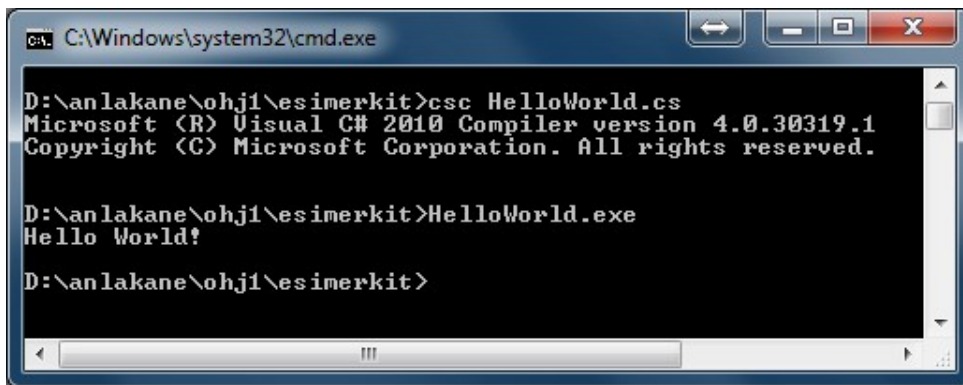 C:\Windows\system32\cmd.exe
D:\anlakane\ohj1\esimerkit>csc HelloWorld.cs
Microsoft (R) Visual C# 2010 Compiler version 4.0.30319.1
Copyright (C) Microsoft Corporation. All rights reserved.
D:\anlakane\ohj1\esimerkit>HelloWorld.exe
Hello World!
D:\anlakane\ohj1\esimerkit>